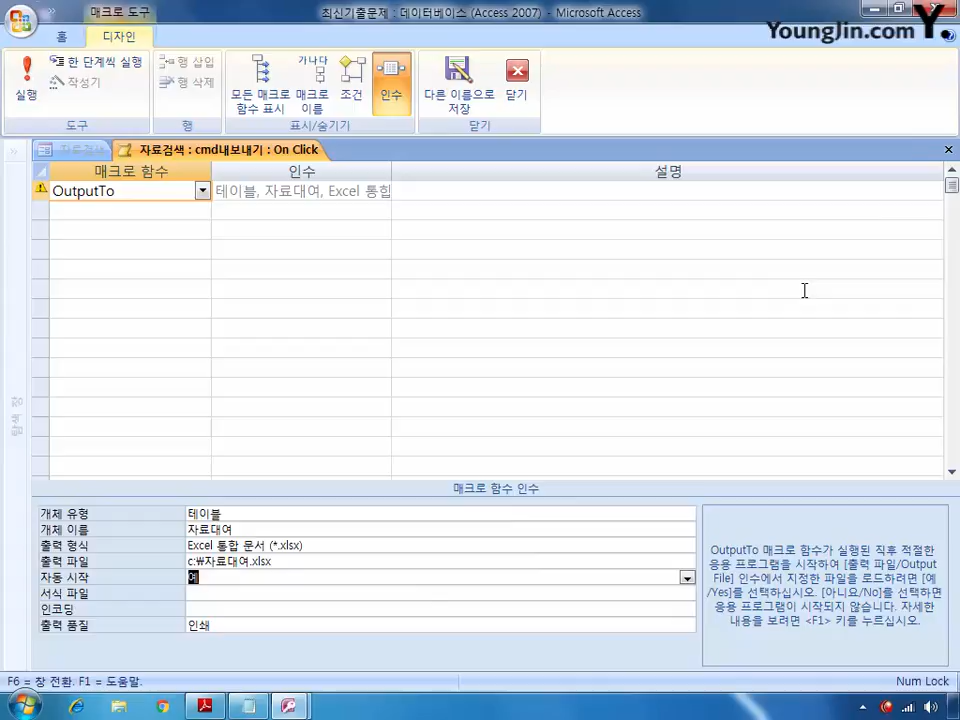 매크로 도구
최신기출문제 : 데이터베이스 (Access 2007) - Microsoft Access
YoungJin.com Y.
홈
디자인
실행
한 단계씩 실행
작성기
도구
행 삽입
행 삭제
행
모든 매크로 함수 표시
매크로 이름
조건
인수
표시/숨기기
다른 이름으로 저장
닫기
닫기
자료검색
자료검색 : cmd내보내기 : On Click
매크로 함수
인수
설명
OutputTo
테이블, 자료대여, Excel 통합
탐색 창
매크로 함수 인수
개체 유형 테이블
개체 이름 자료대여
출력 형식 Excel 통합 문서 (*.xlsx)
출력 파일 c:\자료대여.xlsx
자동 시작 예
서식 파일
인코딩
출력 품질 인쇄
OutputTo 매크로 함수가 실행된 직후 적절한
응용 프로그램을 시작하여 [출력 파일/Output
File] 인수에서 지정한 파일을 로드하려면 [예
/Yes]를 선택하십시오. [아니요/No]를 선택하면
응용 프로그램이 시작되지 않습니다. 자세한
내용을 보려면 <F1> 키를 누르십시오.
F6 = 창 전환. F1 = 도움말.
Num Lock